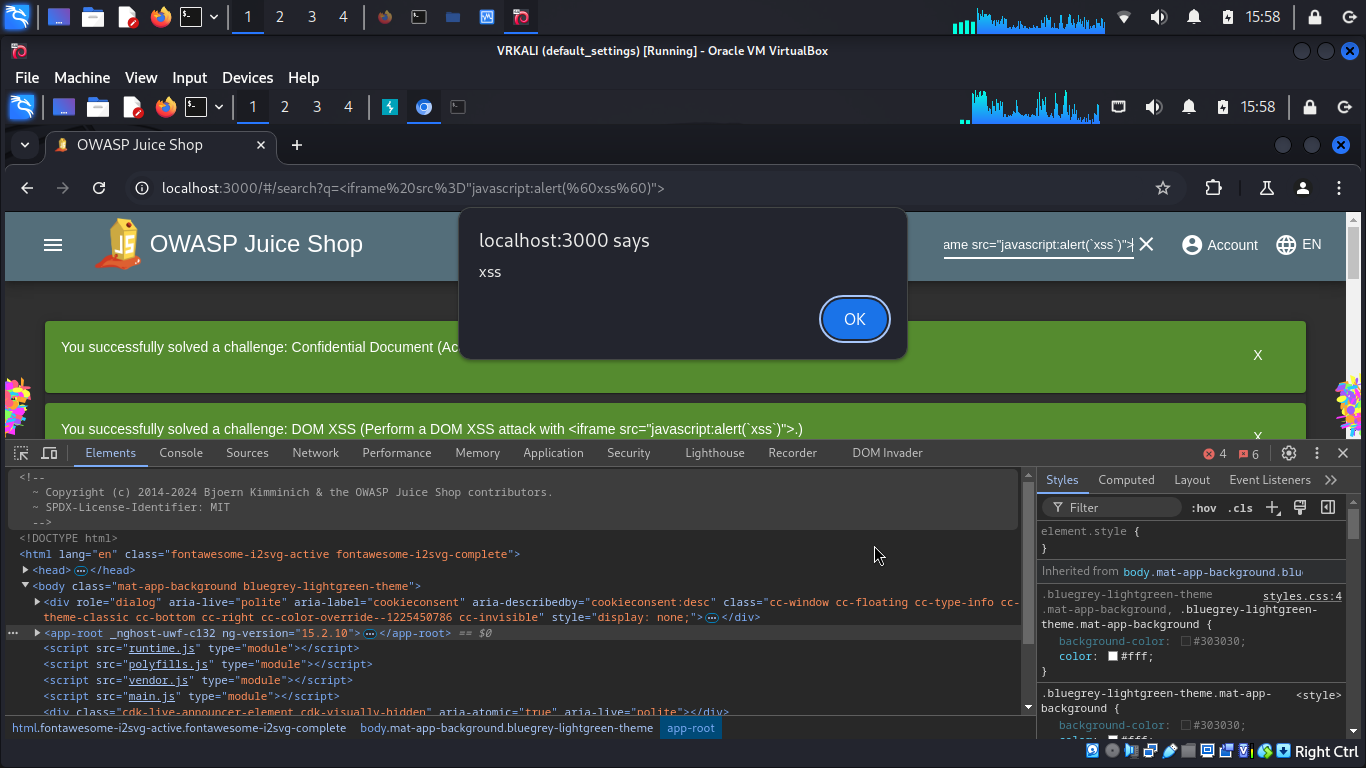 1 2 3 4 15:58
VRKALI (default_settings) [Running] - Oracle VM VirtualBox
File Machine View Input Devices Help
1 2 3 4 15:58
OWASP Juice Shop
localhost:3000/#/search?q=<iframe%20src%3D"javascript:alert(%60xss%60)">
OWASP Juice Shop
ame src="javascript:alert(`xss`)">
Account
EN
localhost:3000 says
xss
OK
You successfully solved a challenge: Confidential Document (Ac
X
You successfully solved a challenge: DOM XSS (Perform a DOM XSS attack with <iframe src="javascript:alert(`xss`)">.)
X
Elements Console Sources Network Performance Memory Application Security Lighthouse Recorder DOM Invader 4 6
<!--
~ Copyright (c) 2014-2024 Bjoern Kimminich & the OWASP Juice Shop contributors.
~ SPDX-License-Identifier: MIT
-->
<!DOCTYPE html>
<html lang="en" class="fontawesome-i2svg-active fontawesome-i2svg-complete">
<head>…</head>
<body class="mat-app-background bluegrey-lightgreen-theme">
<div role="dialog" aria-live="polite" aria-label="cookieconsent" aria-describedby="cookieconsent:desc" class="cc-window cc-floating cc-type-info cc-
theme-classic cc-bottom cc-right cc-color-override--1225450786 cc-invisible" style="display: none;">…</div>
<app-root _nghost-uwf-c132 ng-version="15.2.10">…</app-root> == $0
<script src="runtime.js" type="module"></script>
<script src="polyfills.js" type="module"></script>
<script src="vendor.js" type="module"></script>
<script src="main.js" type="module"></script>
<div class="cdk-live-announcer-element cdk-visually-hidden" aria-atomic="true" aria-live="polite"></div>
html.fontawesome-i2svg-active.fontawesome-i2svg-complete body.mat-app-background.bluegrey-lightgreen-theme app-root
Styles Computed Layout Event Listeners
Filter :hov .cls
element.style {
}
Inherited from body.mat-app-background.blu
.bluegrey-lightgreen-theme styles.css:4
.mat-app-background, .bluegrey-lightgreen-
theme.mat-app-background {
background-color: #303030;
color: #fff;
}
.bluegrey-lightgreen-theme.mat-app- <style>
background {
background-color: #303030;
Right Ctrl